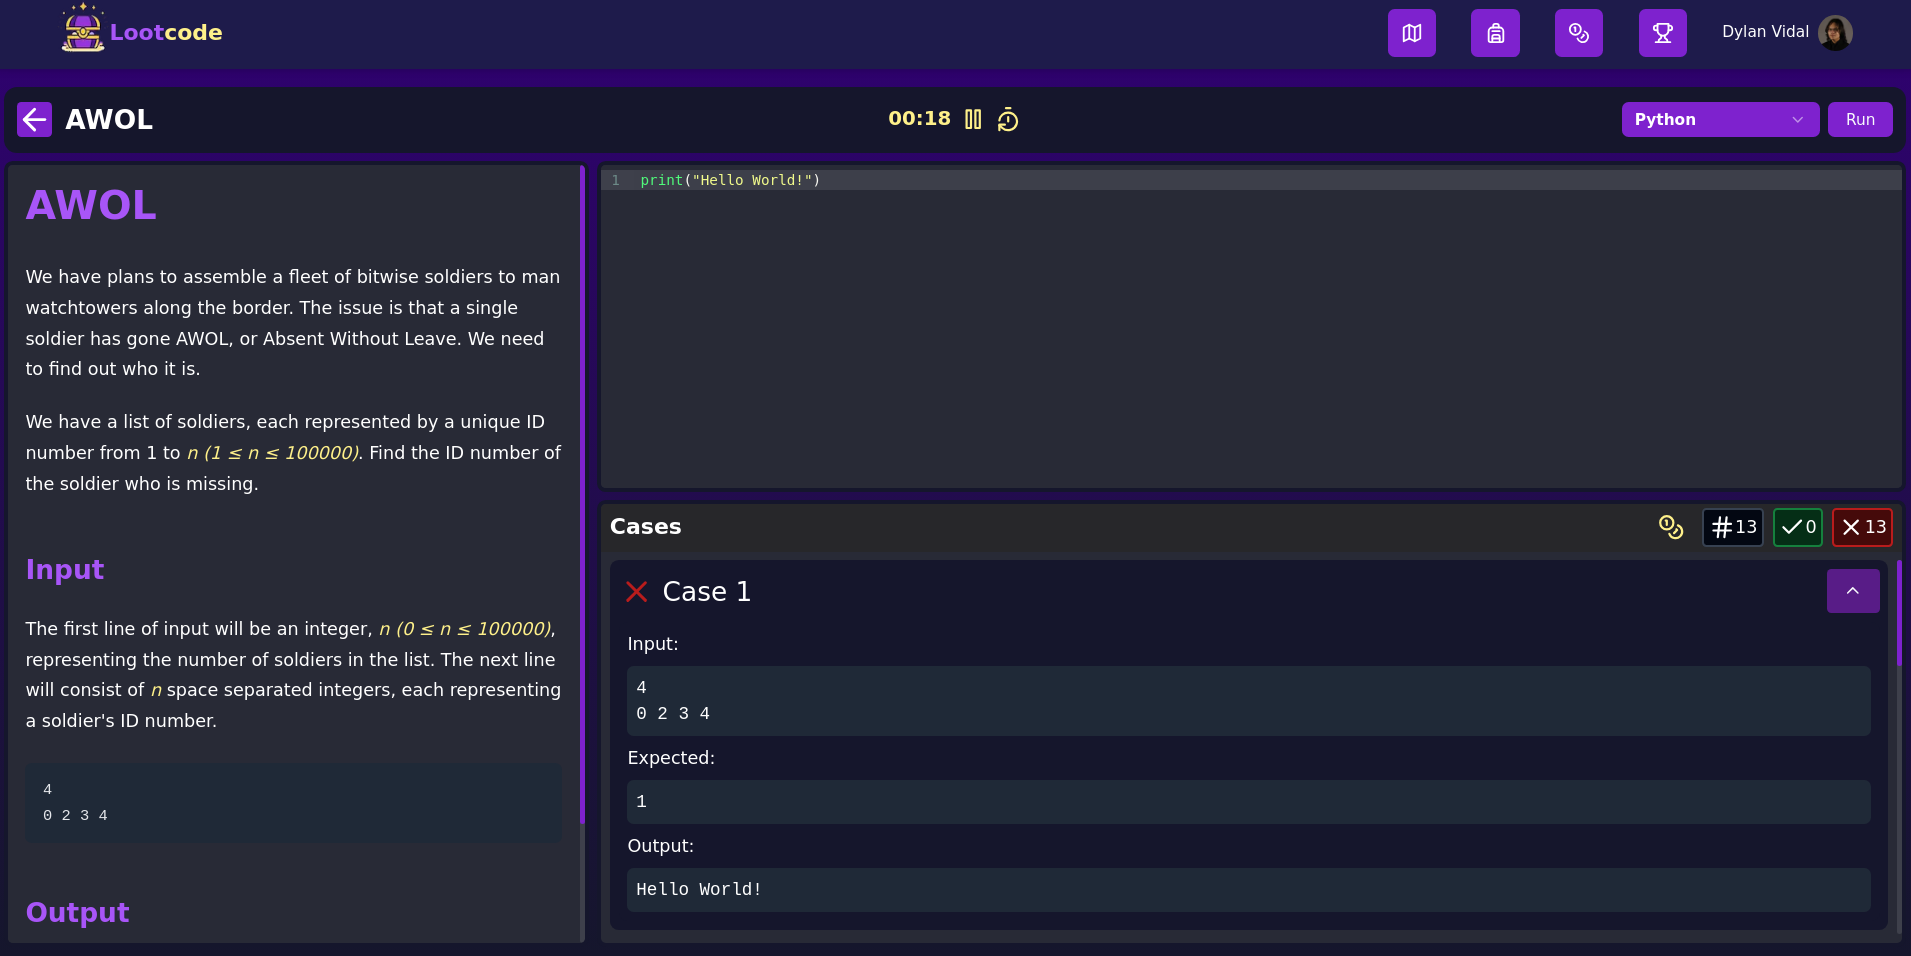 Lootcode
Dylan Vidal
AWOL
00:18
Python
Run
AWOL
We have plans to assemble a fleet of bitwise soldiers to man
watchtowers along the border. The issue is that a single
soldier has gone AWOL, or Absent Without Leave. We need
to find out who it is.
We have a list of soldiers, each represented by a unique ID
number from 1 to n (1 ≤ n ≤ 100000). Find the ID number of
the soldier who is missing.
Input
The first line of input will be an integer, n (0 ≤ n ≤ 100000),
representing the number of soldiers in the list. The next line
will consist of n space separated integers, each representing
a soldier's ID number.
4
0 2 3 4
Output
1 print("Hello World!")
Cases
#13
0
13
Case 1
Input:
4
0 2 3 4
Expected:
1
Output:
Hello World!